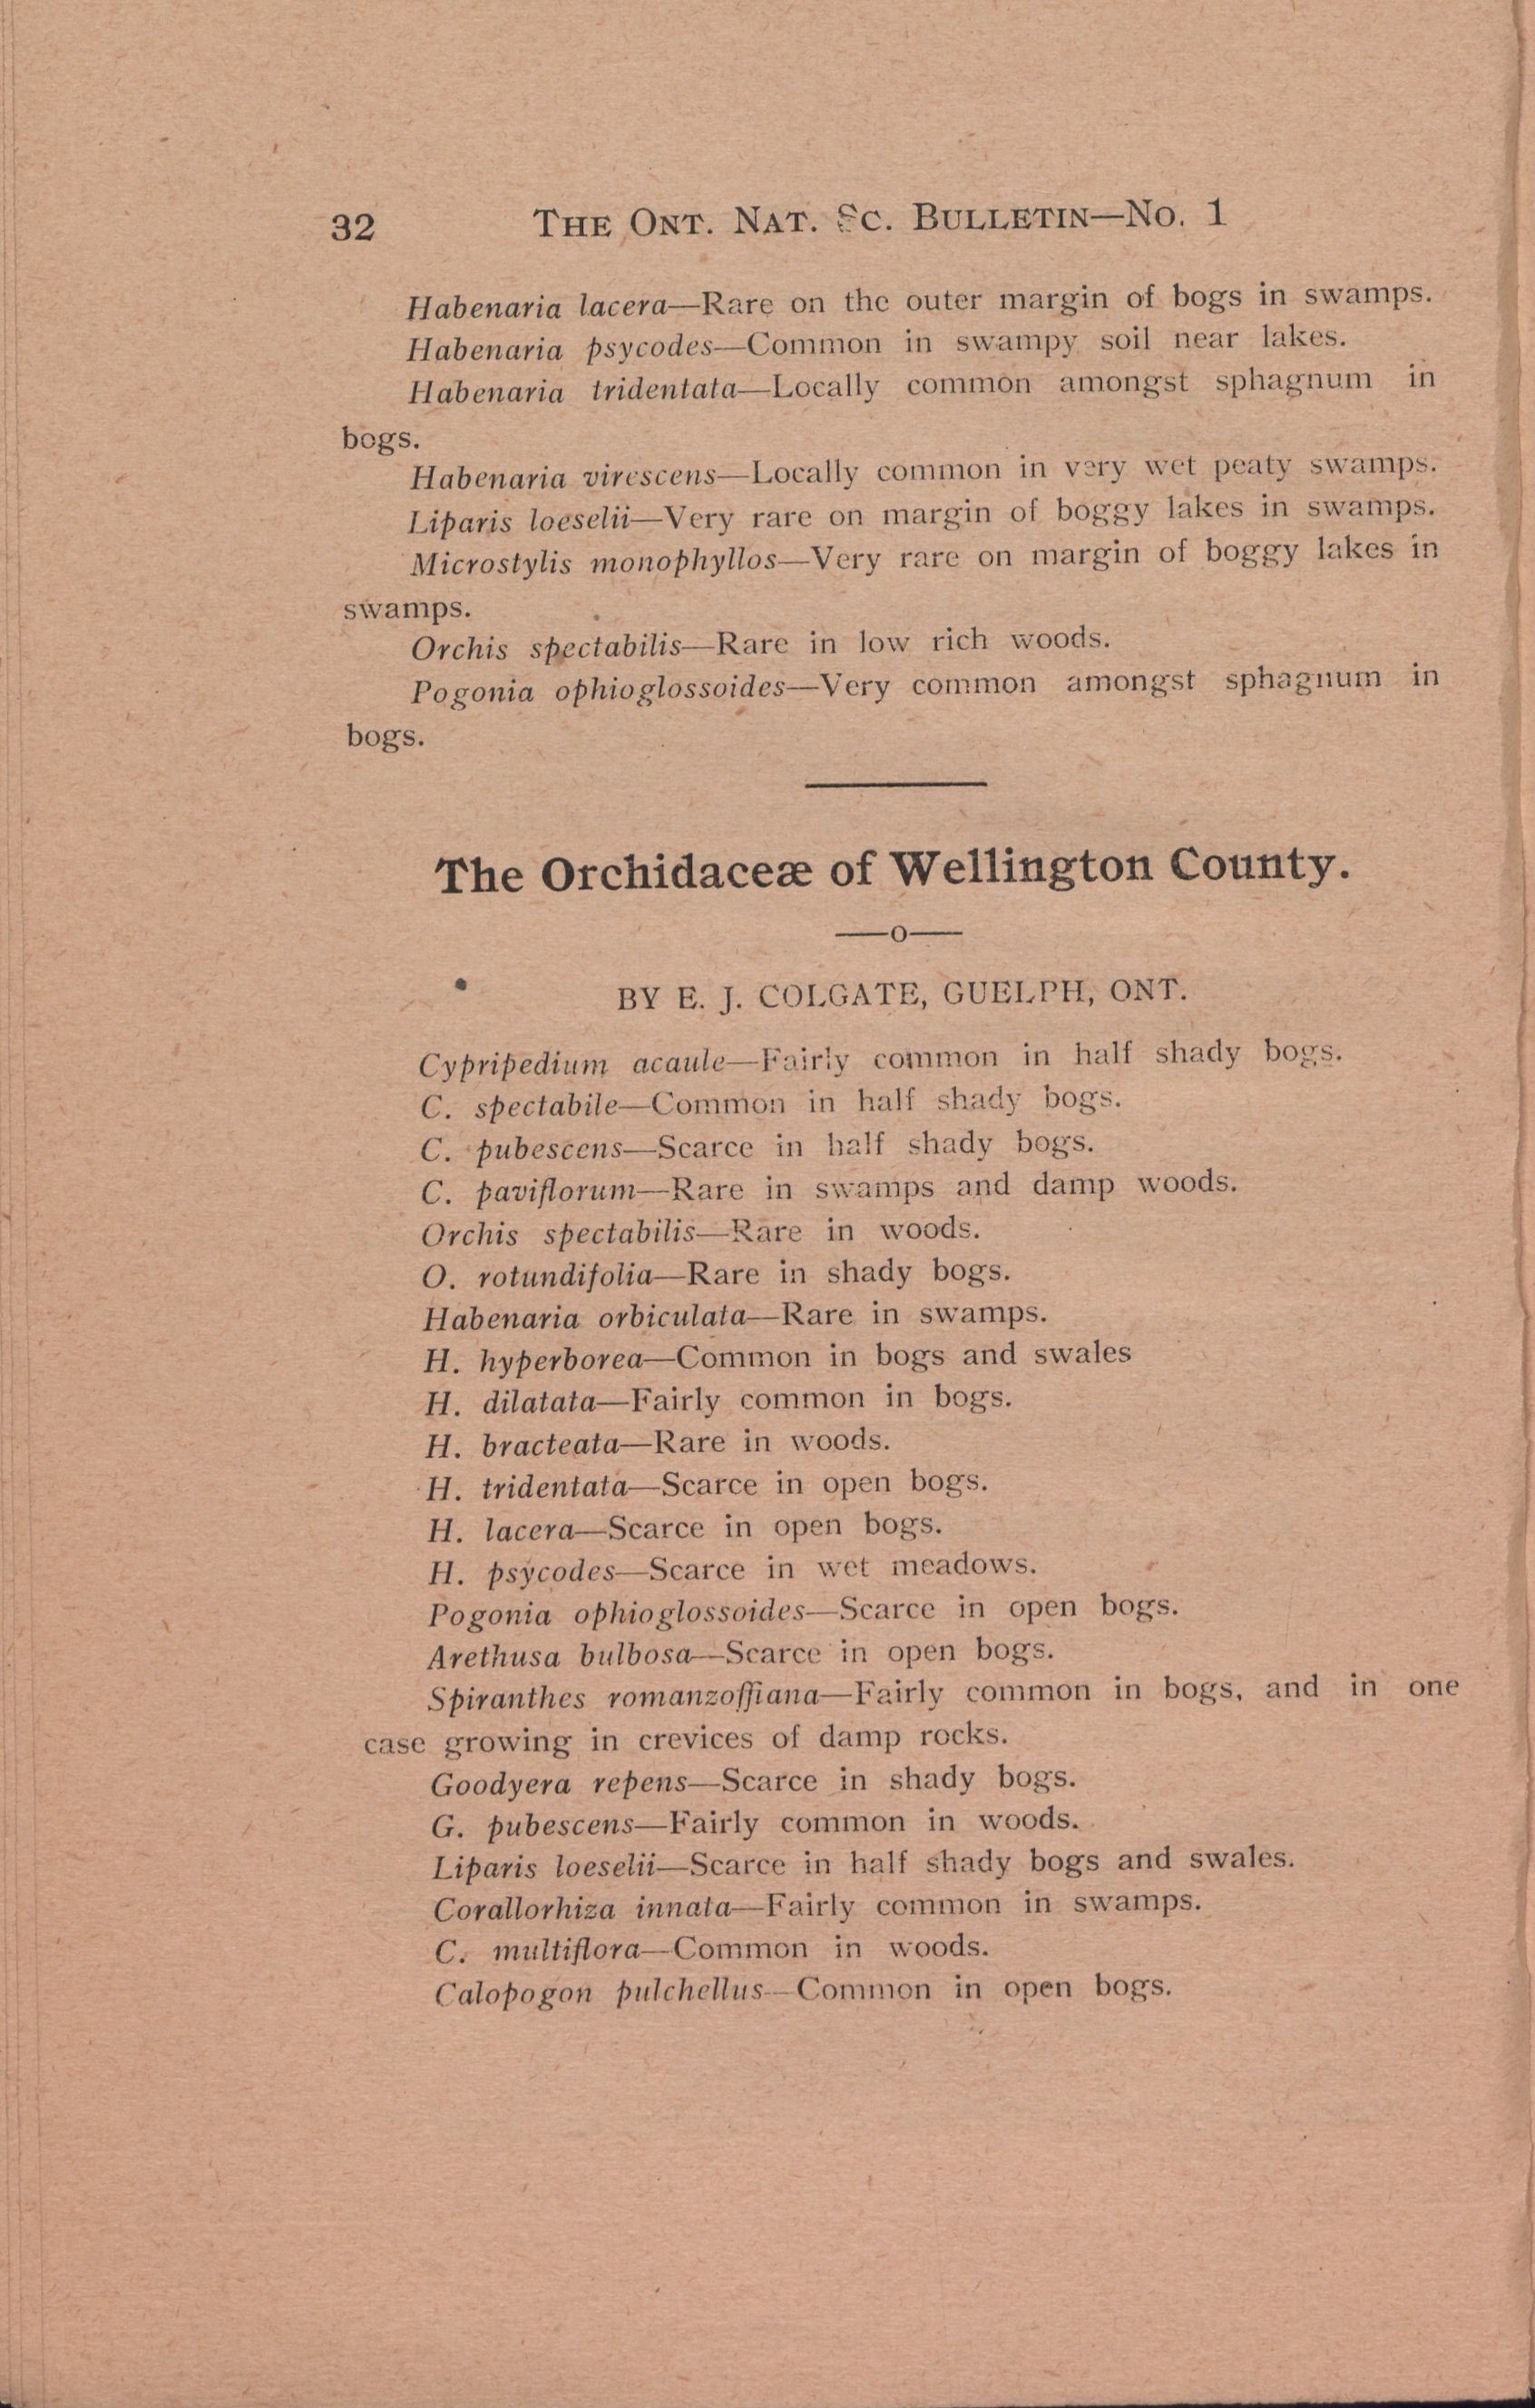 32 THE ONT. NAT. SC. BULLETIN—NO. 1
Habenaria lacera—Rare on the outer margin of bogs in swamps.
Habenaria psycodes—Common in swampy soil near lakes.
Habenaria tridentata—Locally common amongst sphagnum in
bogs.
Habenaria virescens—Locally common in very wet peaty swamps.
Liparis loeselii—Very rare on margin of boggy lakes in swamps.
Microstylis monophyllos—Very rare on margin of boggy lakes in
swamps.
Orchis spectabilis—Rare in low rich woods.
Pogonia ophioglossoides—Very common amongst sphagnum in
bogs.
The Orchidaceæ of Wellington County.
—o—
BY E. J. COLGATE, GUELPH, ONT.
Cypripedium acaule—Fairly common in half shady bogs.
C. spectabile—Common in half shady bogs.
C. pubescens—Scarce in half shady bogs.
C. paviflorum—Rare in swamps and damp woods.
Orchis spectabilis—Rare in woods.
O. rotundifolia—Rare in shady bogs.
Habenaria orbiculata—Rare in swamps.
H. hyperborea—Common in bogs and swales
H. dilatata—Fairly common in bogs.
H. bracteata—Rare in woods.
H. tridentata—Scarce in open bogs.
H. lacera—Scarce in open bogs.
H. psycodes—Scarce in wet meadows.
Pogonia ophioglossoides—Scarce in open bogs.
Arethusa bulbosa—Scarce in open bogs.
Spiranthes romanzoffiana—Fairly common in bogs, and in one
case growing in crevices of damp rocks.
Goodyera repens—Scarce in shady bogs.
G. pubescens—Fairly common in woods.
Liparis loeselii—Scarce in half shady bogs and swales.
Corallorhiza innata—Fairly common in swamps.
C. multiflora—Common in woods.
Calopogon pulchellus—Common in open bogs.